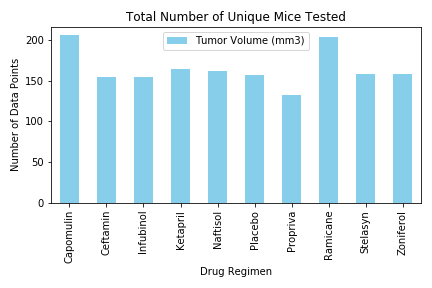 Total Number of Unique Mice Tested
Tumor Volume (mm3)
Number of Data Points
200
150
100
50
0
Capomulin
Ceftamin
Infubinol
Ketapril
Naftisol
Placebo
Propriva
Ramicane
Stelasyn
Zoniferol
Drug Regimen